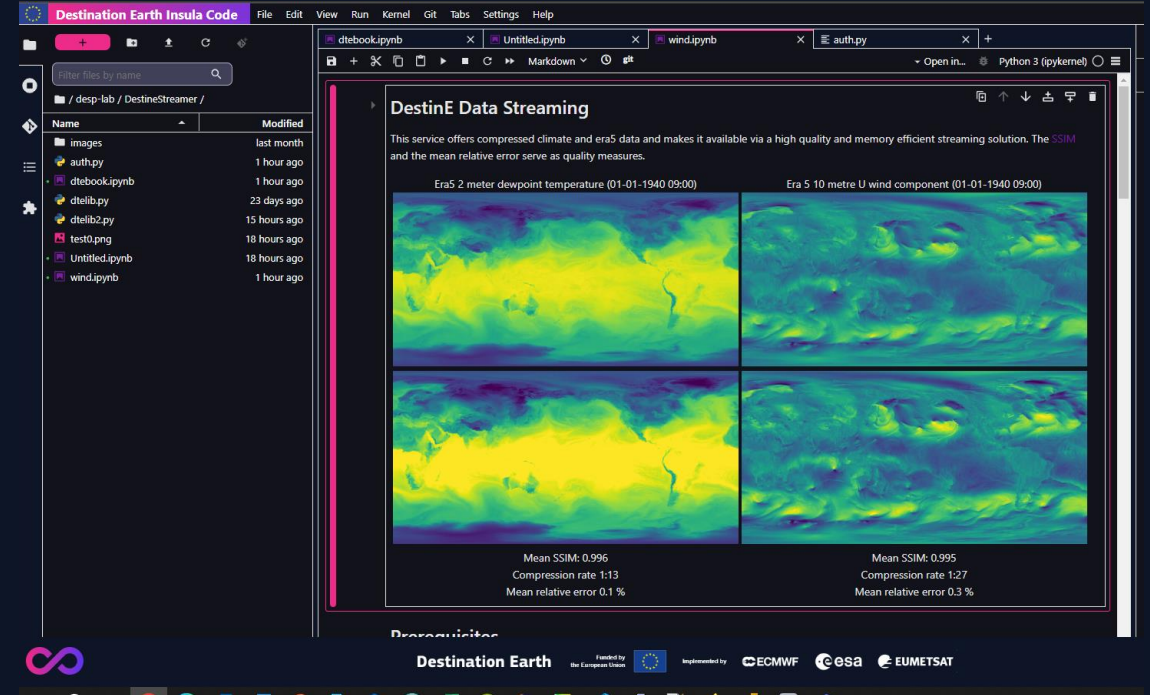 Destination Earth Insula Code File Edit View Run Kernel Git Tabs Settings Help
+
Filter files by name
/ desp-lab / DestineStreamer /
Name Modified
images last month
auth.py 1 hour ago
dtebook.ipynb 1 hour ago
dtelib.py 23 days ago
dtelib2.py 15 hours ago
test0.png 18 hours ago
Untitled.ipynb 18 hours ago
wind.ipynb 1 hour ago
dtebook.ipynb Untitled.ipynb wind.ipynb auth.py
Markdown git Open in... Python 3 (ipykernel)
DestinE Data Streaming
This service offers compressed climate and era5 data and makes it available via a high quality and memory efficient streaming solution. The SSIM
and the mean relative error serve as quality measures.
Era5 2 meter dewpoint temperature (01-01-1940 09:00) Era 5 10 metre U wind component (01-01-1940 09:00)
Mean SSIM: 0.996 Mean SSIM: 0.995
Compression rate 1:13 Compression rate 1:27
Mean relative error 0.1 % Mean relative error 0.3 %
Prerequisites
Destination Earth Funded by the European Union Implemented by ECMWF esa EUMETSAT